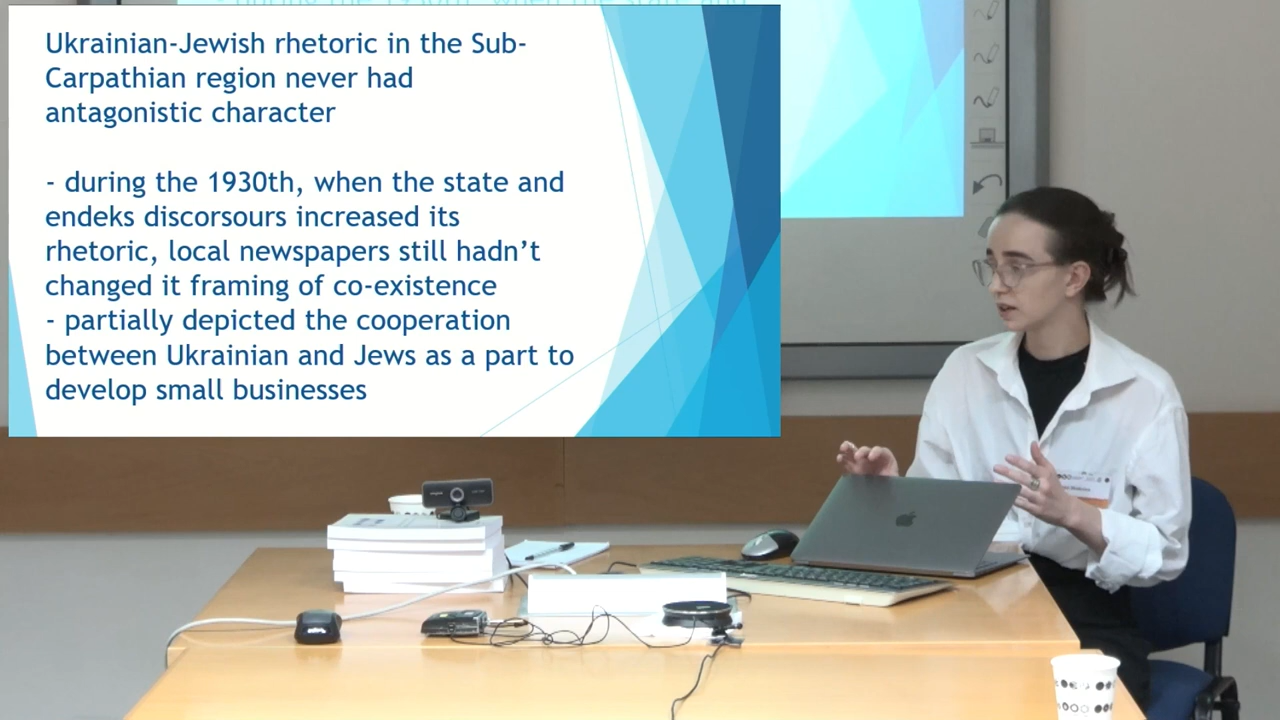 Ukrainian-Jewish rhetoric in the Sub-
Carpathian region never had
antagonistic character
- during the 1930th, when the state and
endeks discorsours increased its
rhetoric, local newspapers still hadn’t
changed it framing of co-existence
- partially depicted the cooperation
between Ukrainian and Jews as a part to
develop small businesses